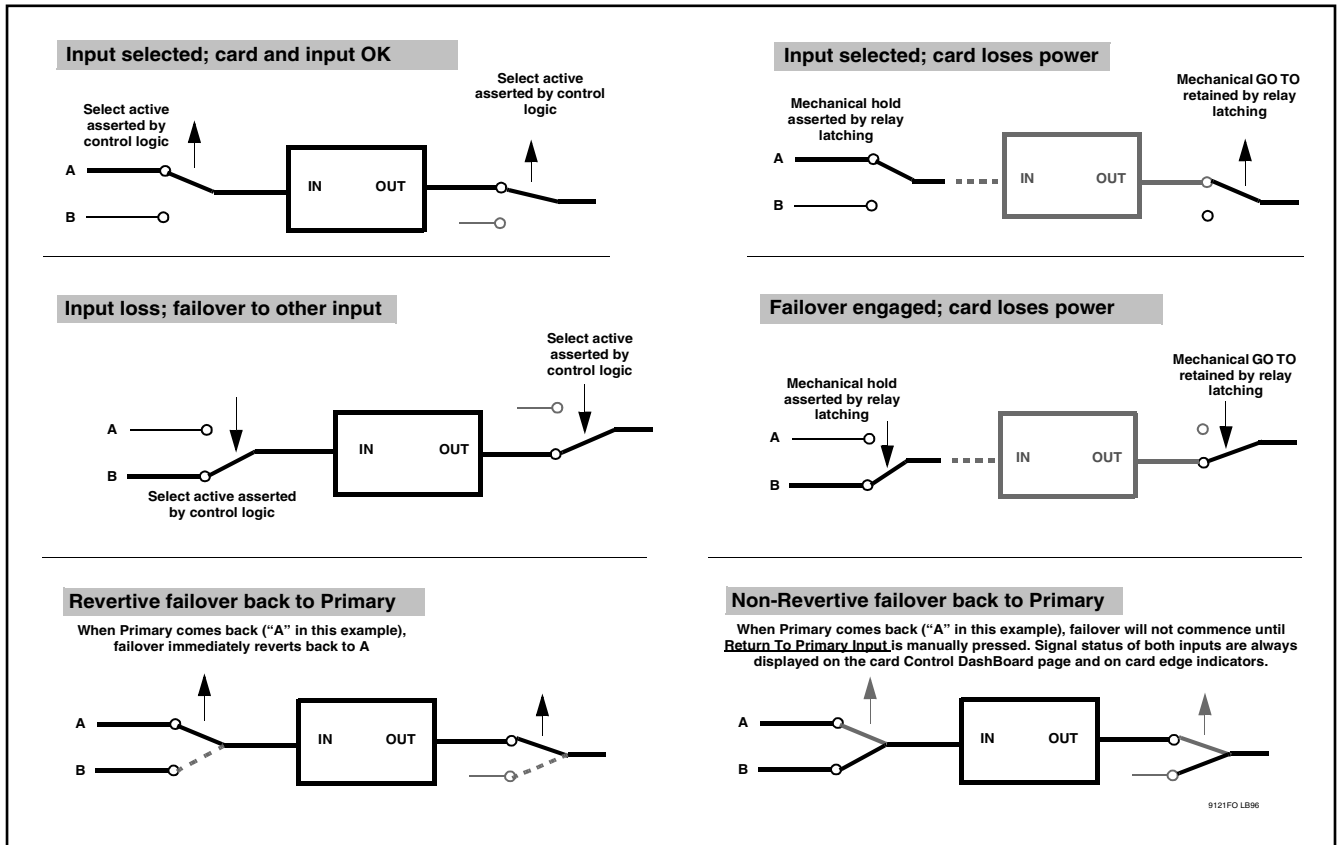 Input selected; card and input OK
Select active
asserted by
control logic
Select active
asserted by control
logic
A
B
IN OUT
Input selected; card loses power
Mechanical hold
asserted by relay
latching
Mechanical GO TO
retained by relay
latching
A
B
IN OUT
Input loss; failover to other input
Select active
asserted by
control logic
A
B
IN OUT
Select active asserted
by control logic
Failover engaged; card loses power
Mechanical hold
asserted by relay
latching
Mechanical GO TO
retained by relay
latching
A
B
IN OUT
Revertive failover back to Primary
When Primary comes back (“A” in this example),
failover immediately reverts back to A
A
B
IN OUT
Non-Revertive failover back to Primary
When Primary comes back (“A” in this example), failover will not commence until
Return To Primary Input is manually pressed. Signal status of both inputs are always
displayed on the card Control DashBoard page and on card edge indicators.
A
B
IN OUT
9121FO LB96